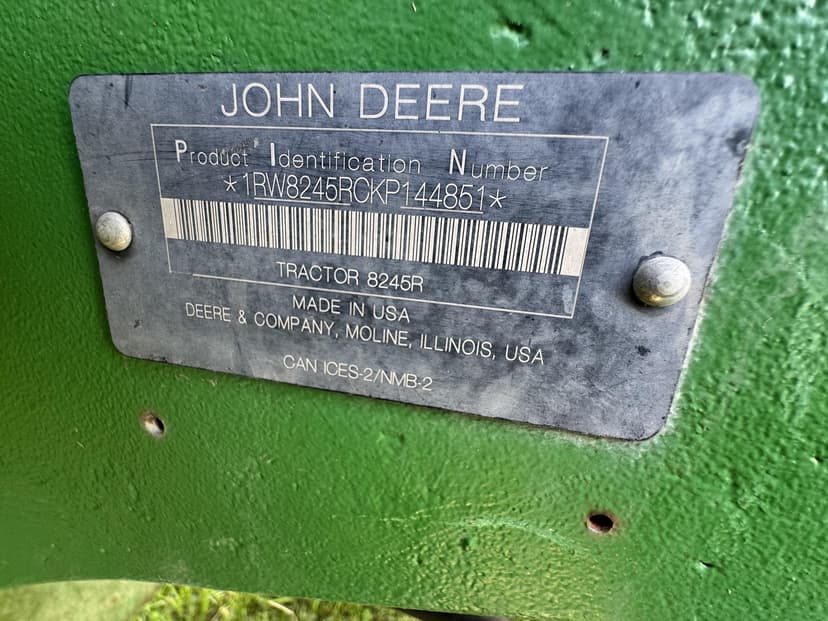 JOHN DEERE
Product Identification Number
*1RW8245RCKP144851*
TRACTOR 8245R
MADE IN USA
DEERE & COMPANY, MOLINE, ILLINOIS, USA
CAN ICES-2/NMB-2